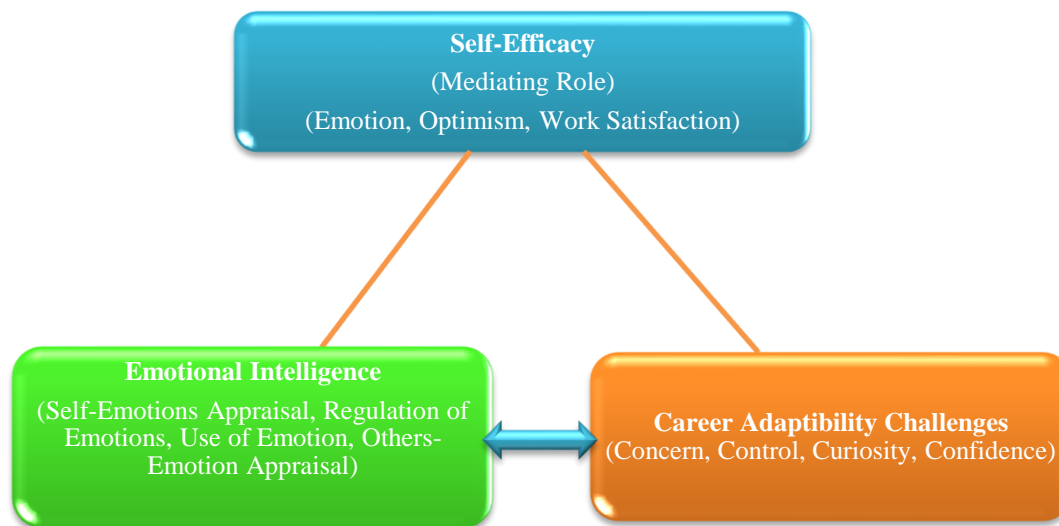 Self-Efficacy
(Mediating Role)
(Emotion, Optimism, Work Satisfaction)
Emotional Intelligence
(Self-Emotions Appraisal, Regulation of
Emotions, Use of Emotion, Others-
Emotion Appraisal)
Career Adaptibility Challenges
(Concern, Control, Curiosity, Confidence)